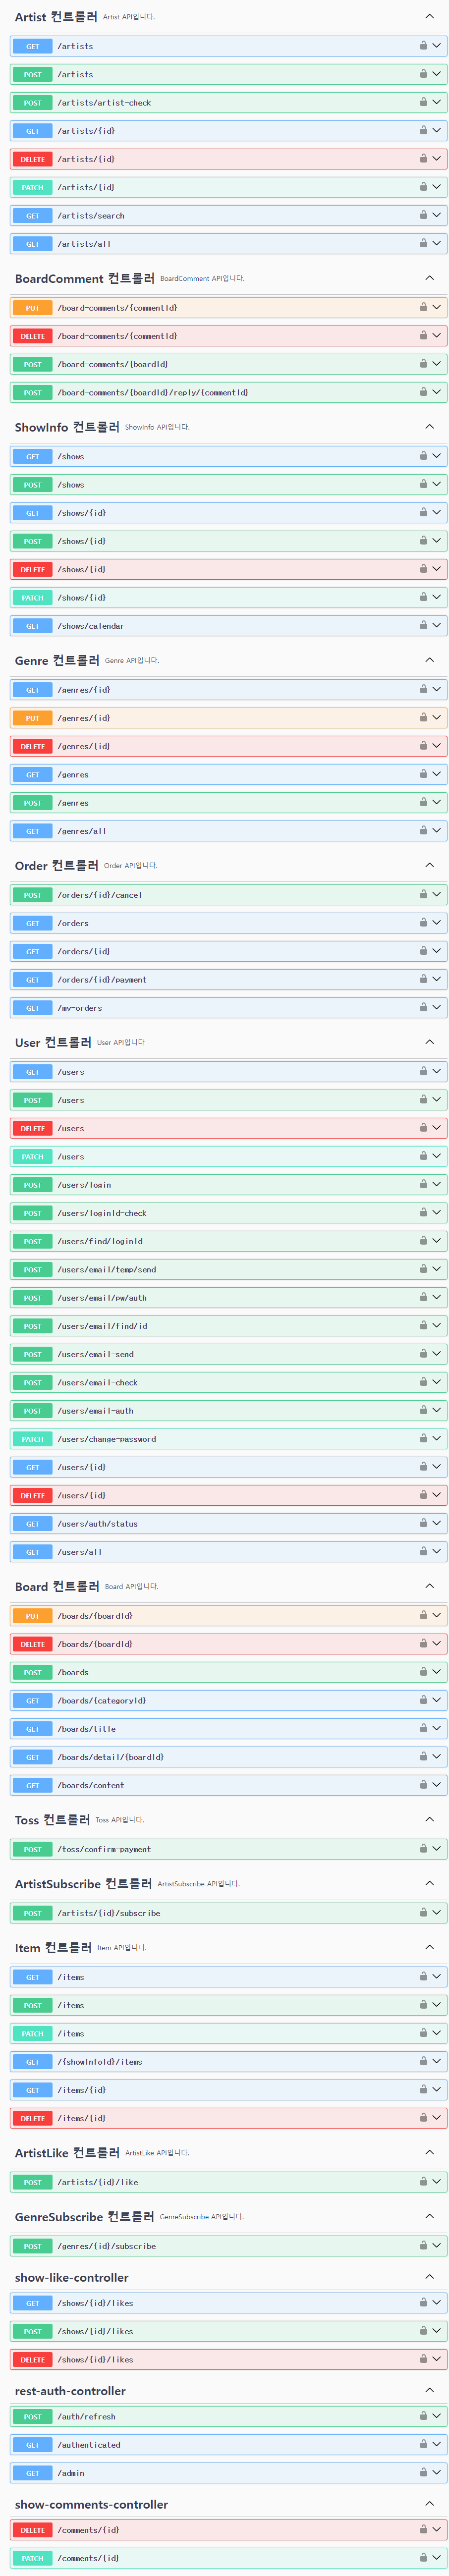 Artist 컨트롤러 Artist API입니다.
GET /artists
POST /artists
POST /artists/artist-check
GET /artists/{id}
DELETE /artists/{id}
PATCH /artists/{id}
GET /artists/search
GET /artists/all
BoardComment 컨트롤러 BoardComment API입니다.
PUT /board-comments/{commentId}
DELETE /board-comments/{commentId}
POST /board-comments/{boardId}
POST /board-comments/{boardId}/reply/{commentId}
ShowInfo 컨트롤러 ShowInfo API입니다.
GET /shows
POST /shows
GET /shows/{id}
POST /shows/{id}
DELETE /shows/{id}
PATCH /shows/{id}
GET /shows/calendar
Genre 컨트롤러 Genre API입니다.
GET /genres/{id}
PUT /genres/{id}
DELETE /genres/{id}
GET /genres
POST /genres
GET /genres/all
Order 컨트롤러 Order API입니다.
POST /orders/{id}/cancel
GET /orders
GET /orders/{id}
GET /orders/{id}/payment
GET /my-orders
User 컨트롤러 User API입니다
GET /users
POST /users
DELETE /users
PATCH /users
POST /users/login
POST /users/loginId-check
POST /users/find/loginId
POST /users/email/temp/send
POST /users/email/pw/auth
POST /users/email/find/id
POST /users/email-send
POST /users/email-check
POST /users/email-auth
PATCH /users/change-password
GET /users/{id}
DELETE /users/{id}
GET /users/auth/status
GET /users/all
Board 컨트롤러 Board API입니다.
PUT /boards/{boardId}
DELETE /boards/{boardId}
POST /boards
GET /boards/{categoryId}
GET /boards/title
GET /boards/detail/{boardId}
GET /boards/content
Toss 컨트롤러 Toss API입니다.
POST /toss/confirm-payment
ArtistSubscribe 컨트롤러 ArtistSubscribe API입니다.
POST /artists/{id}/subscribe
Item 컨트롤러 Item API입니다.
GET /items
POST /items
PATCH /items
GET /{showInfoId}/items
GET /items/{id}
DELETE /items/{id}
ArtistLike 컨트롤러 ArtistLike API입니다.
POST /artists/{id}/like
GenreSubscribe 컨트롤러 GenreSubscribe API입니다.
POST /genres/{id}/subscribe
show-like-controller
GET /shows/{id}/likes
POST /shows/{id}/likes
DELETE /shows/{id}/likes
rest-auth-controller
POST /auth/refresh
GET /authenticated
GET /admin
show-comments-controller
DELETE /comments/{id}
PATCH /comments/{id}